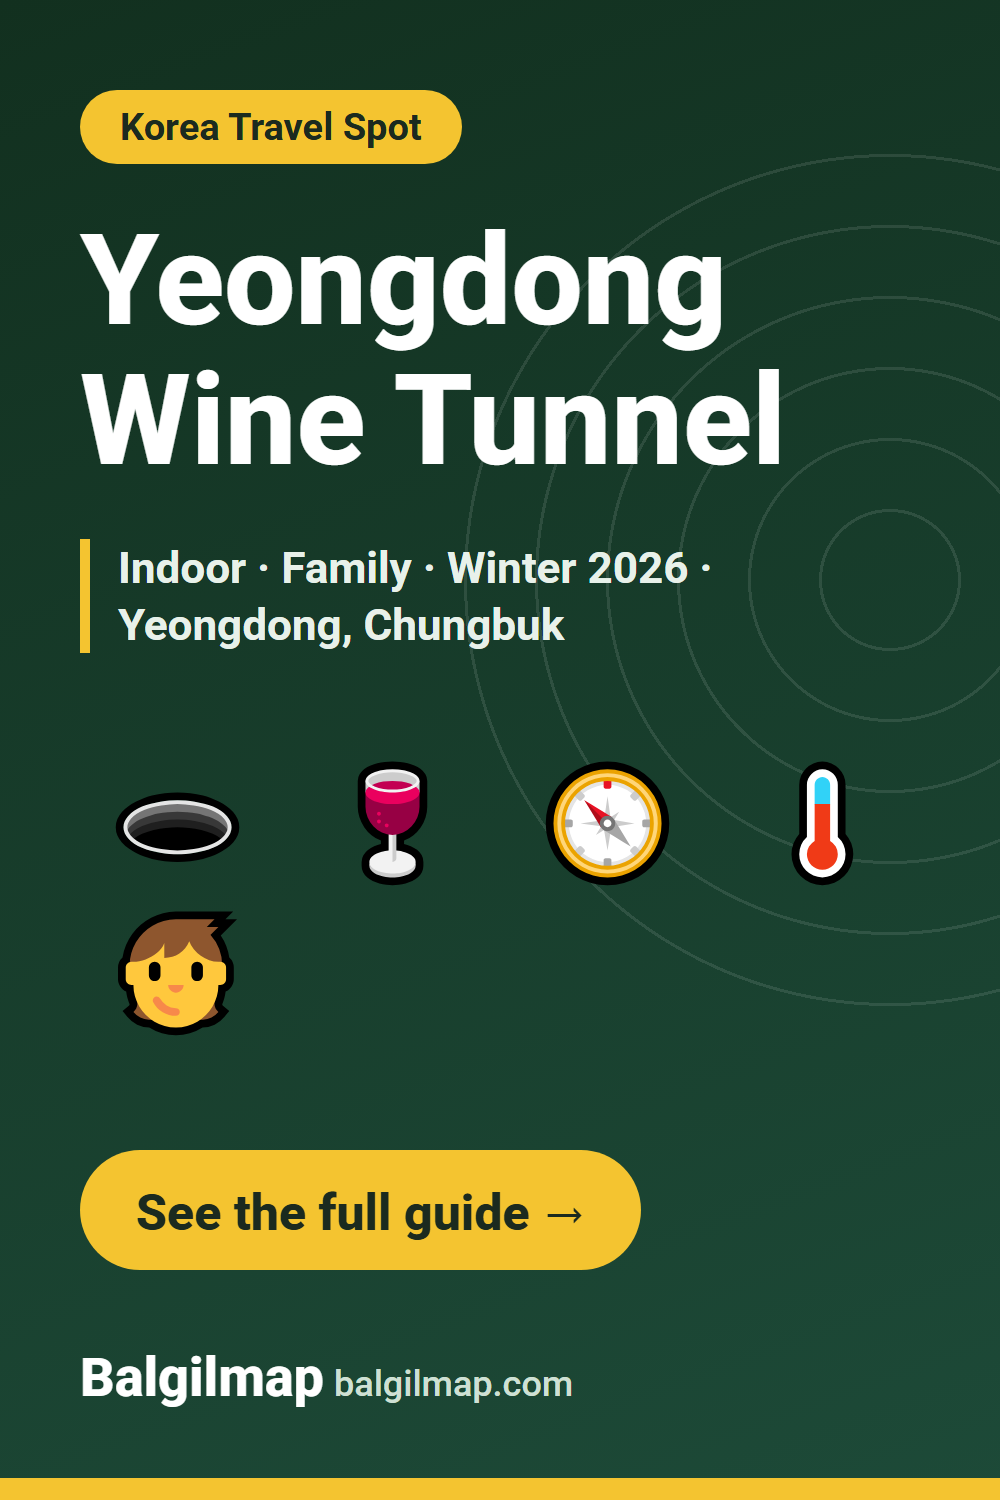 Korea Travel Spot
Yeongdong
Wine Tunnel
Indoor · Family · Winter 2026 ·
Yeongdong, Chungbuk
See the full guide →
Balgilmap balgilmap.com